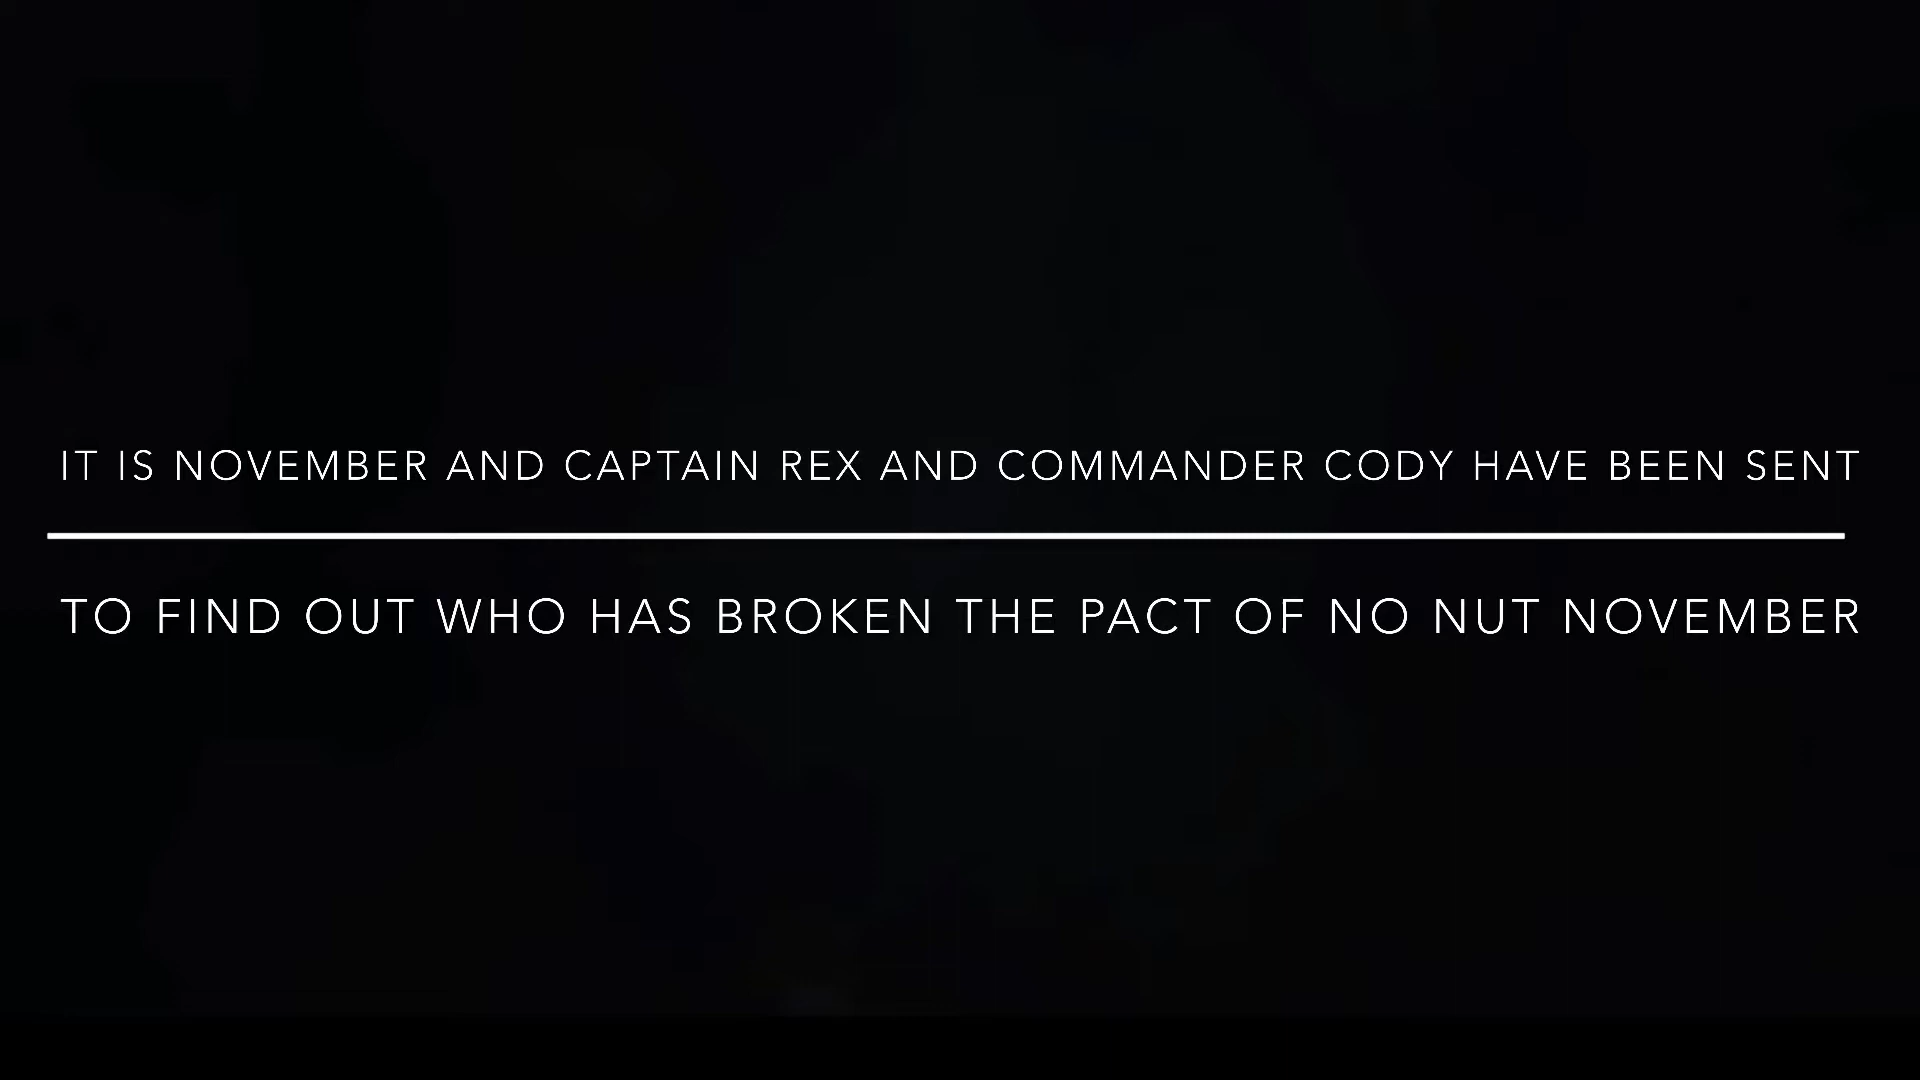 IT IS NOVEMBER AND CAPTAIN REX AND COMMANDER CODY HAVE BEEN SENT
TO FIND OUT WHO HAS BROKEN THE PACT OF NO NUT NOVEMBER